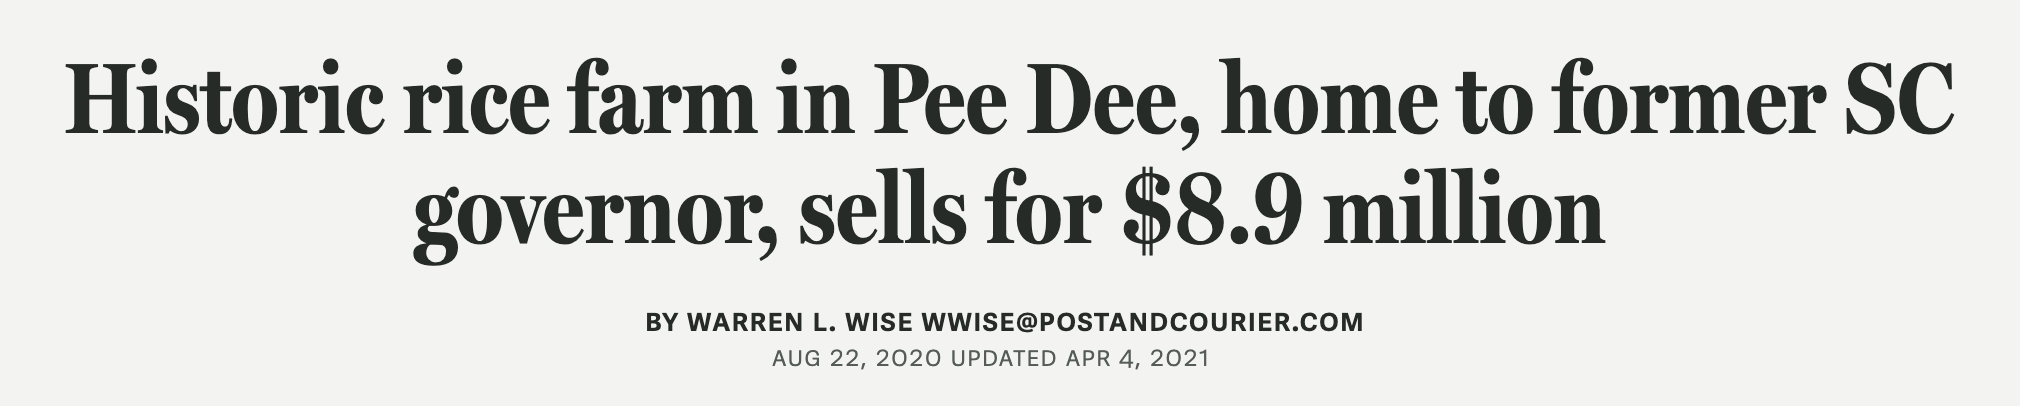 Historic rice farm in Pee Dee, home to former SC
governor, sells for $8.9 million
BY WARREN L. WISE WWISE@POSTANDCOURIER.COM
AUG 22, 2020 UPDATED APR 4, 2021